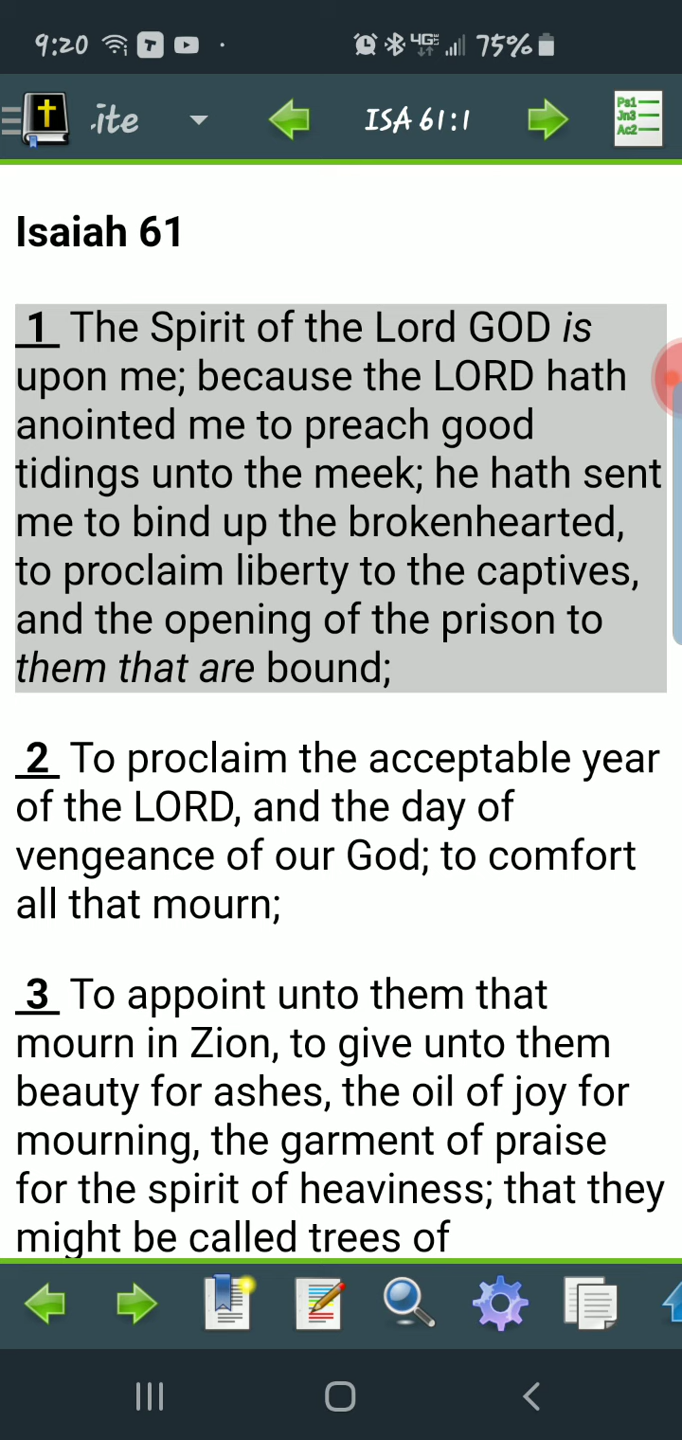 9:20 75%
.ite ISA 61:1
Ps1
Jn3
Ac2
Isaiah 61
1 The Spirit of the Lord GOD is
upon me; because the LORD hath
anointed me to preach good
tidings unto the meek; he hath sent
me to bind up the brokenhearted,
to proclaim liberty to the captives,
and the opening of the prison to
them that are bound;
2 To proclaim the acceptable year
of the LORD, and the day of
vengeance of our God; to comfort
all that mourn;
3 To appoint unto them that
mourn in Zion, to give unto them
beauty for ashes, the oil of joy for
mourning, the garment of praise
for the spirit of heaviness; that they
might be called trees of